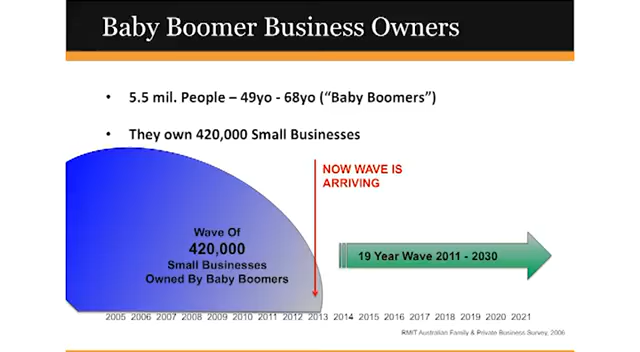 Baby Boomer Business Owners
• 5.5 mil. People – 49yo - 68yo (“Baby Boomers”)
• They own 420,000 Small Businesses
NOW WAVE IS
ARRIVING
Wave Of
420,000
Small Businesses
Owned By Baby Boomers
19 Year Wave 2011 - 2030
2005 2006 2007 2008 2009 2010 2011 2012 2013 2014 2015 2016 2017 2018 2019 2020 2021
RMIT Australian Family & Private Business Survey, 2006